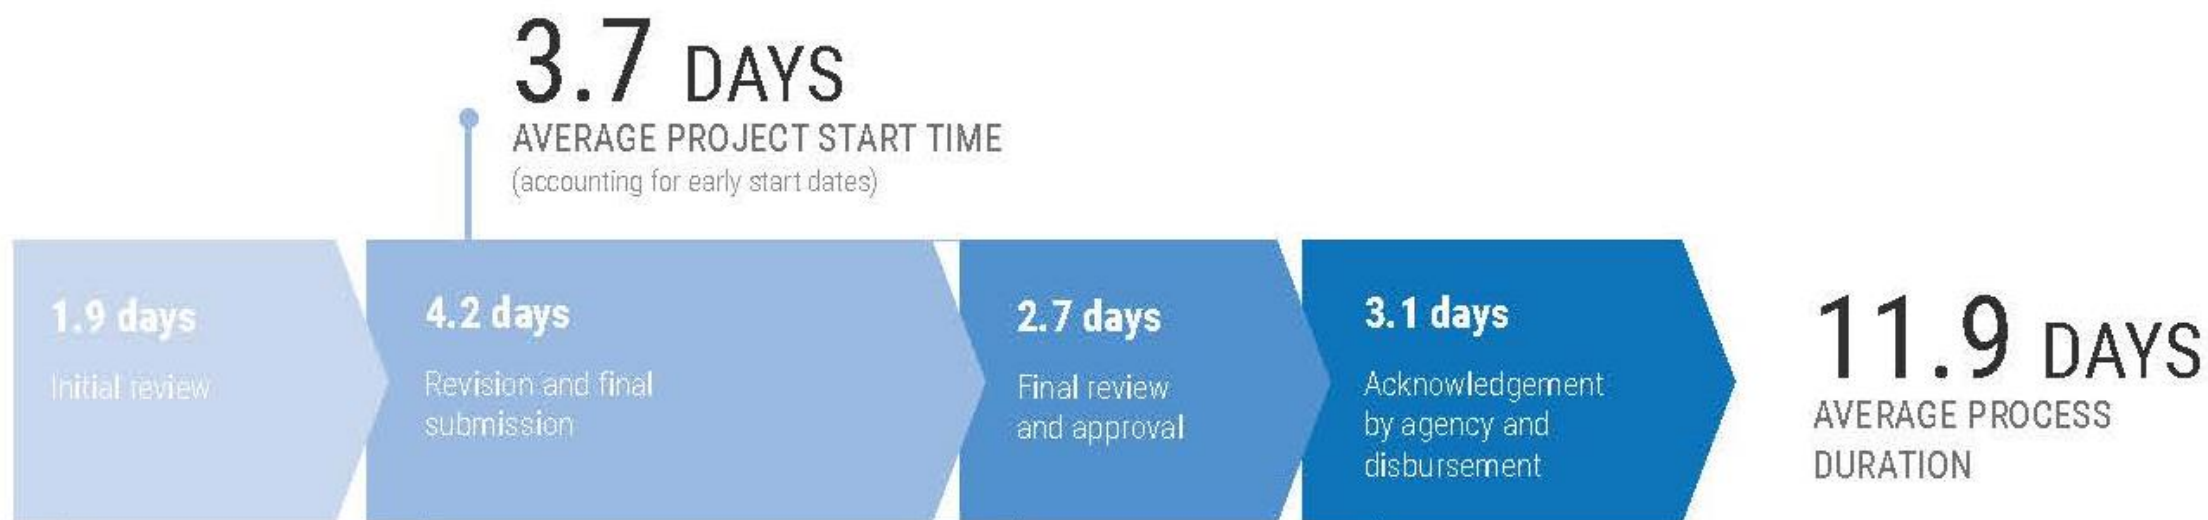 3.7 DAYS
AVERAGE PROJECT START TIME
(accounting for early start dates)
1.9 days
Initial review
4.2 days
Revision and final
submission
2.7 days
Final review
and approval
3.1 days
Acknowledgement
by agency and
disbursement
11.9 DAYS
AVERAGE PROCESS
DURATION